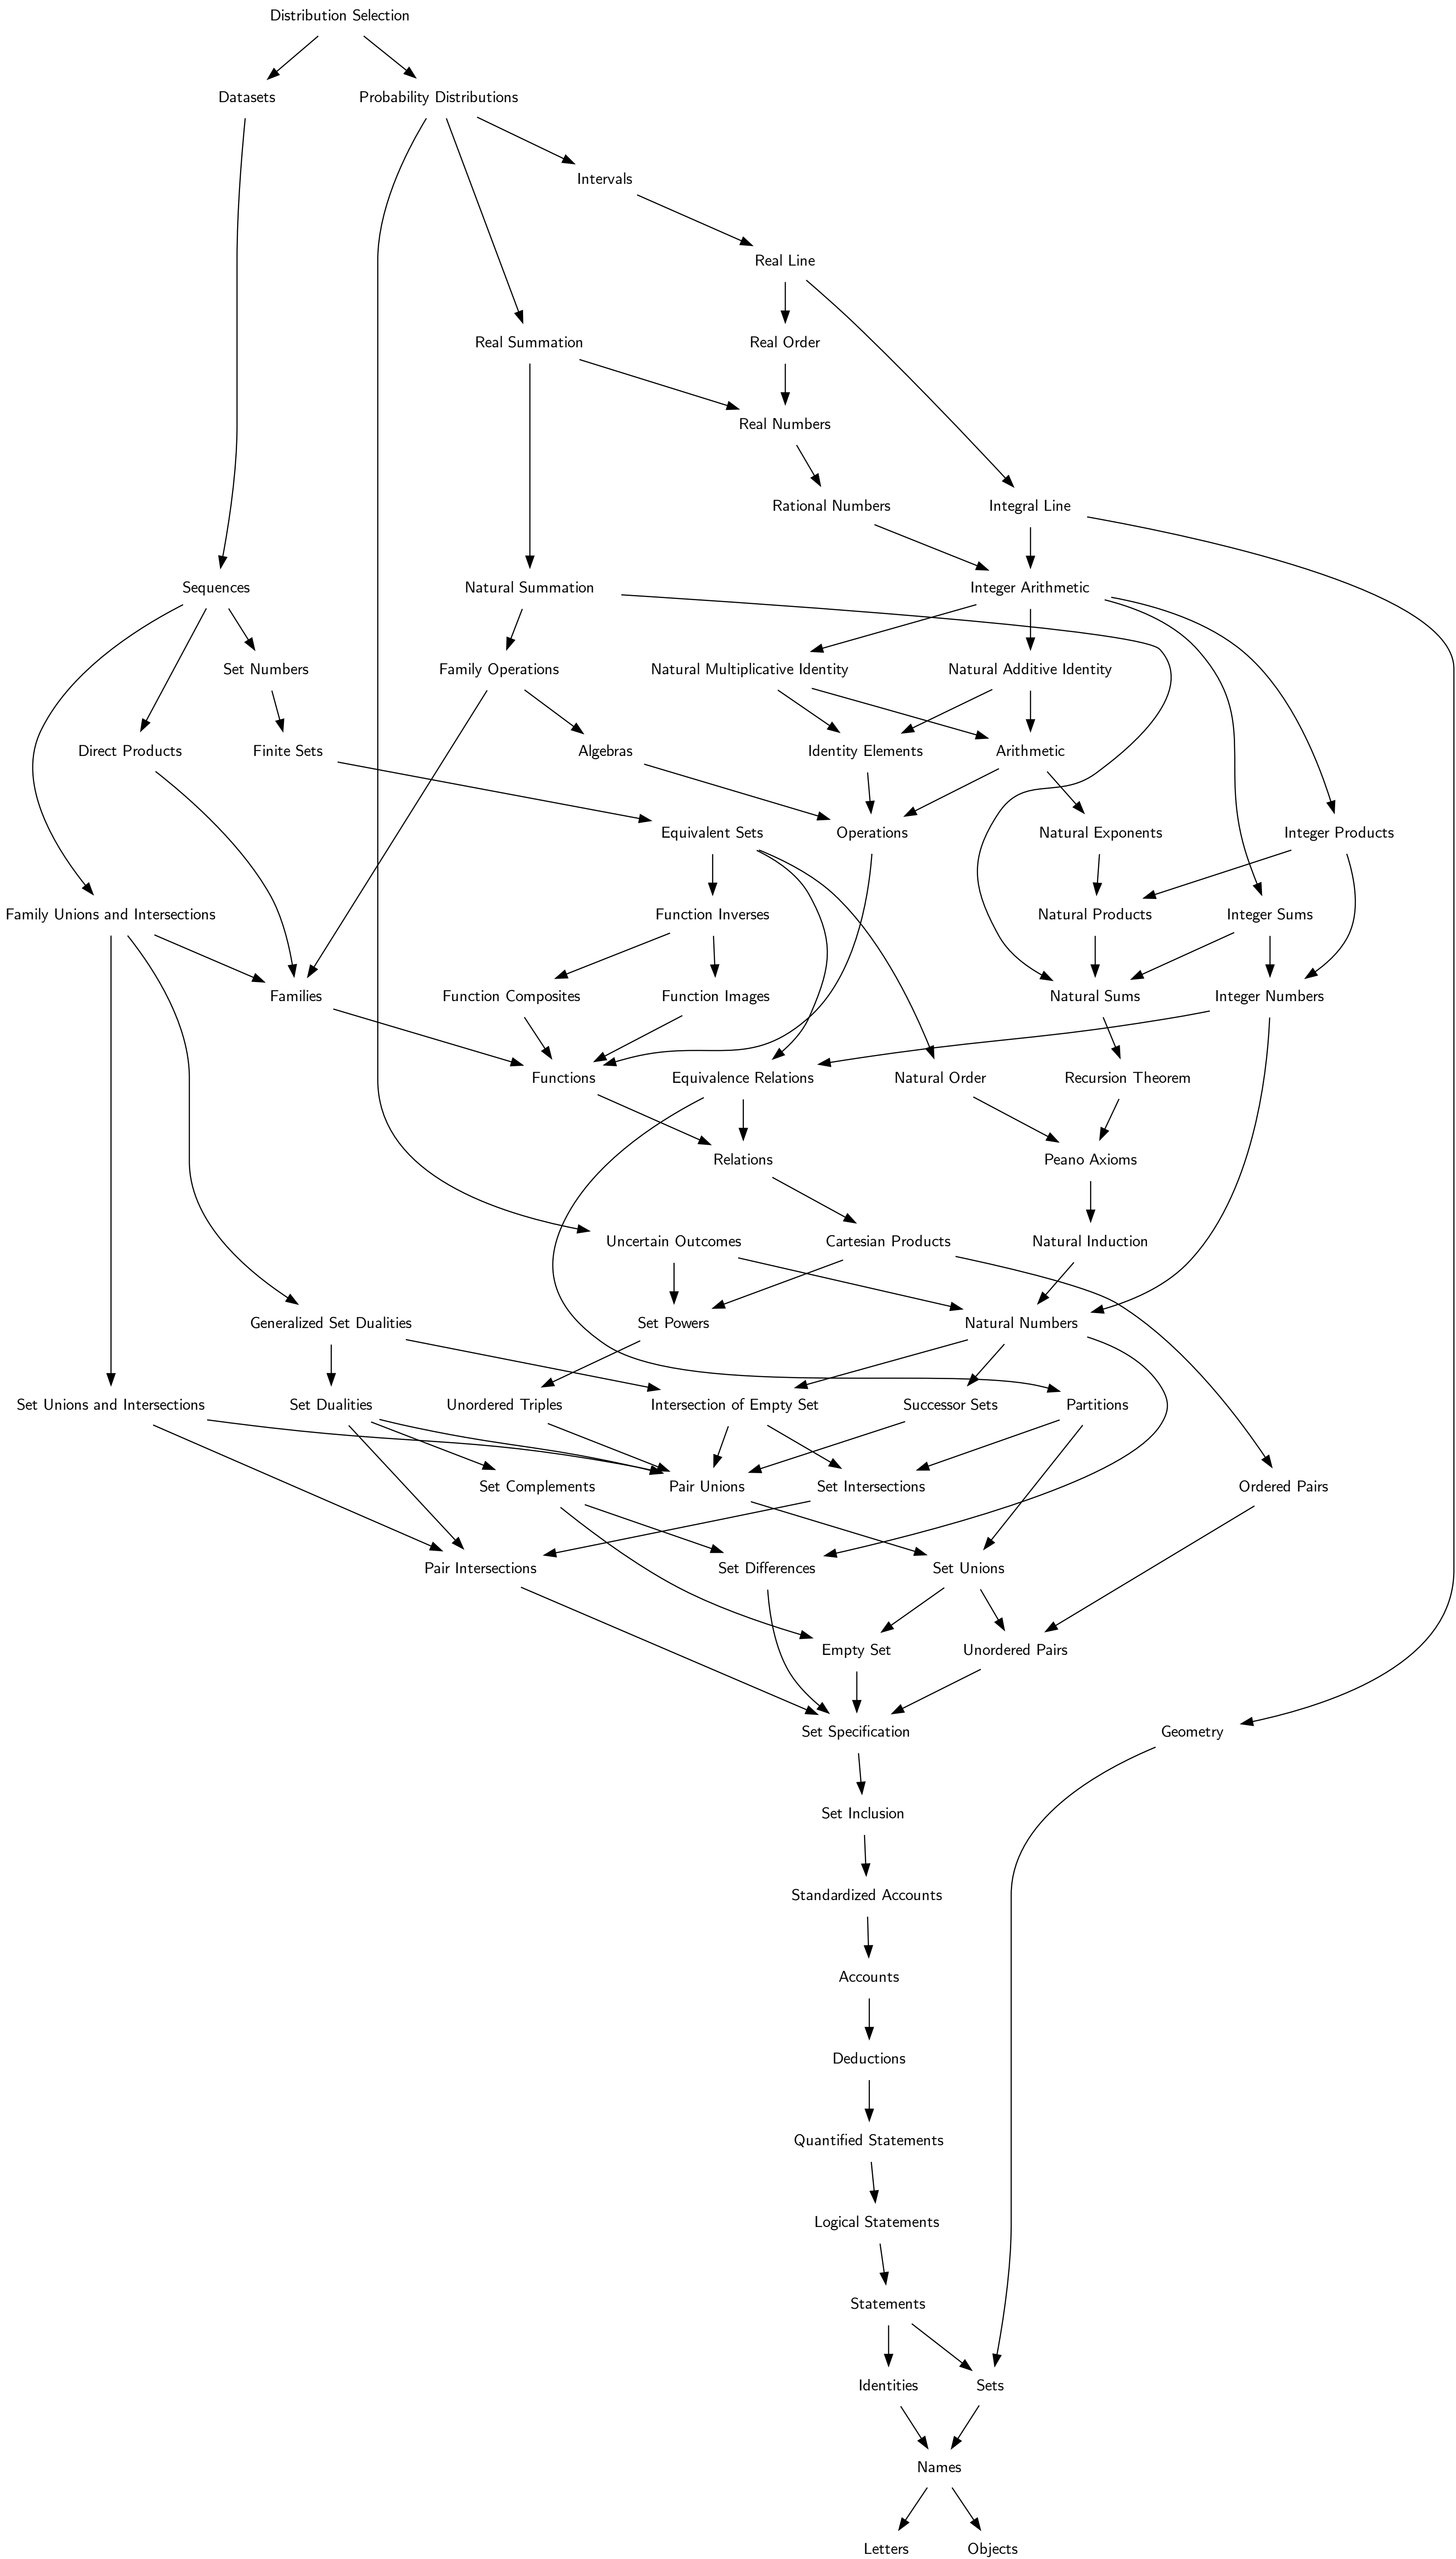 Distribution Selection
Datasets
Probability Distributions
Intervals
Real Line
Real Summation
Real Order
Real Numbers
Rational Numbers
Integral Line
Sequences
Natural Summation
Integer Arithmetic
Set Numbers
Family Operations
Natural Multiplicative Identity
Natural Additive Identity
Direct Products
Finite Sets
Algebras
Identity Elements
Arithmetic
Equivalent Sets
Operations
Natural Exponents
Integer Products
Family Unions and Intersections
Function Inverses
Natural Products
Integer Sums
Families
Function Composites
Function Images
Natural Sums
Integer Numbers
Functions
Equivalence Relations
Natural Order
Recursion Theorem
Relations
Peano Axioms
Uncertain Outcomes
Cartesian Products
Natural Induction
Generalized Set Dualities
Set Powers
Natural Numbers
Set Unions and Intersections
Set Dualities
Unordered Triples
Intersection of Empty Set
Successor Sets
Partitions
Set Complements
Pair Unions
Set Intersections
Ordered Pairs
Pair Intersections
Set Differences
Set Unions
Empty Set
Unordered Pairs
Set Specification
Geometry
Set Inclusion
Standardized Accounts
Accounts
Deductions
Quantified Statements
Logical Statements
Statements
Identities
Sets
Names
Letters
Objects